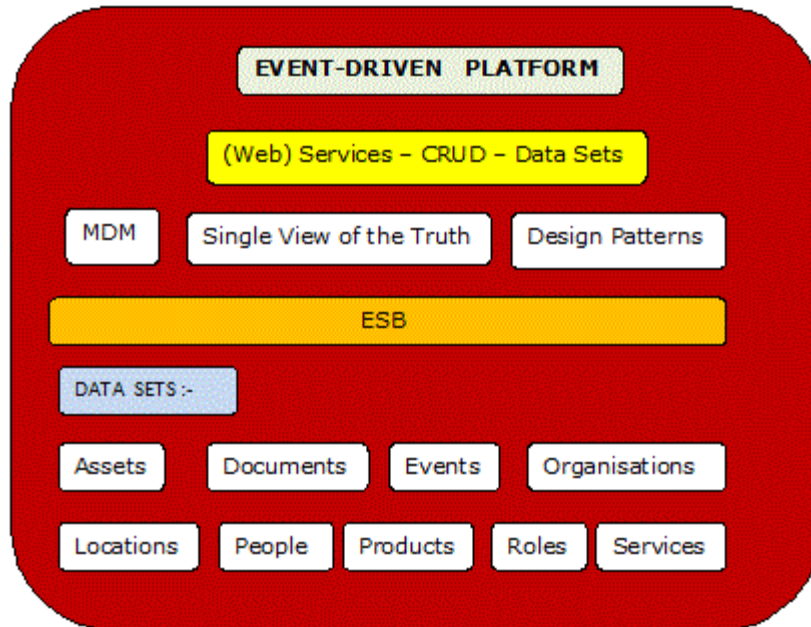 EVENT-DRIVEN PLATFORM
(Web) Services – CRUD – Data Sets
MDM
Single View of the Truth
Design Patterns
ESB
DATA SETS :-
Assets
Documents
Events
Organisations
Locations
People
Products
Roles
Services